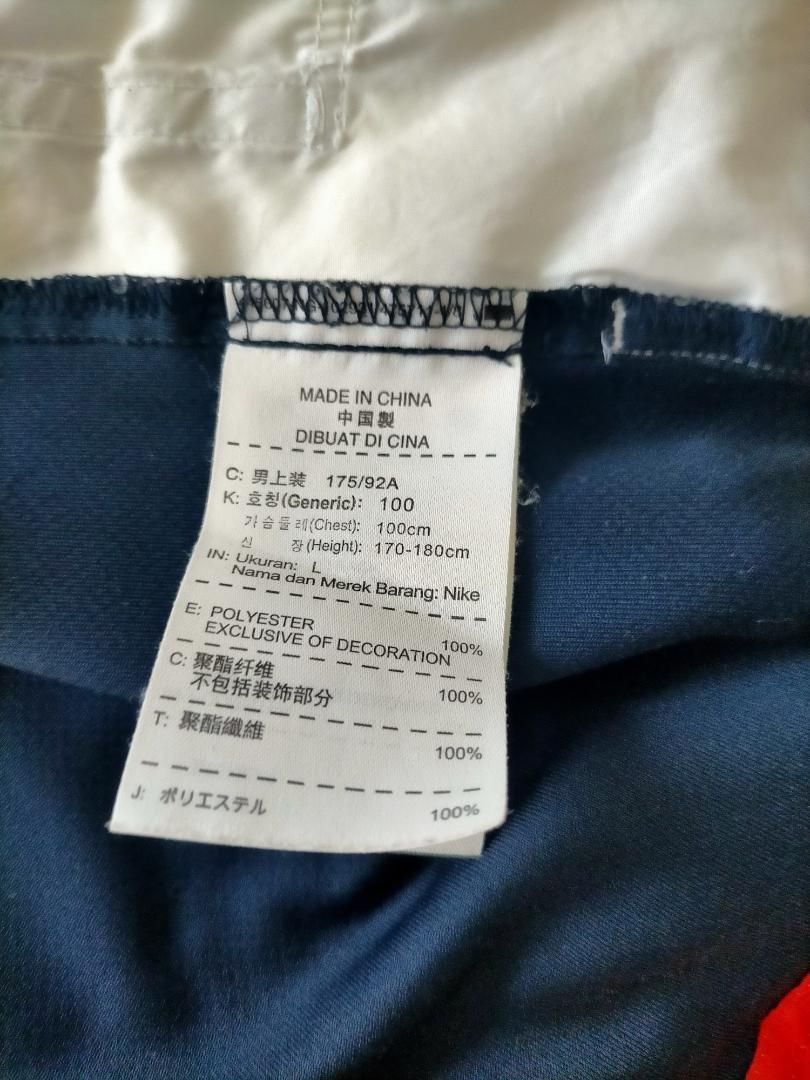 MADE IN CHINA
中国製
DIBUAT DI CINA
C: 男上装 175/92A
K: 호칭(Generic): 100
가슴둘레(Chest): 100cm
신 장(Height): 170-180cm
IN: Ukuran: L
Nama dan Merek Barang: Nike
E: POLYESTER 100%
EXCLUSIVE OF DECORATION
C: 聚酯纤维 100%
不包括装饰部分
T: 聚酯纖維 100%
J: ポリエステル 100%